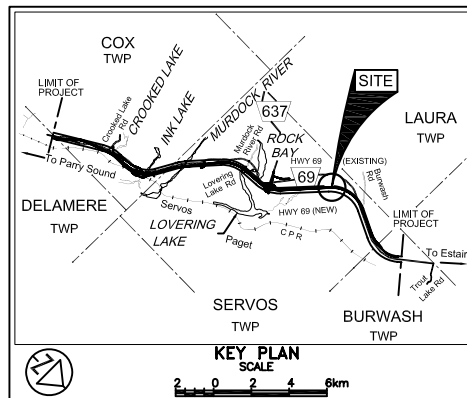 COX
TWP
LIMIT OF
PROJECT
Crooked Lake
Rd
CROOKED LAKE
INK LAKE
MURDOCK RIVER
637
SITE
LAURA
TWP
To Parry Sound
Murdock
River Rd
ROCK
BAY
HWY 69
(EXISTING)
69
Burwash
Rd
DELAMERE
TWP
Servos
Lovering
Lake Rd
LOVERING
LAKE
HWY 69 (NEW)
Paget
C P R
LIMIT OF
PROJECT
To Estair
Trout
Lake Rd
SERVOS
TWP
BURWASH
TWP
KEY PLAN
SCALE
2 0 0 2 4 6km